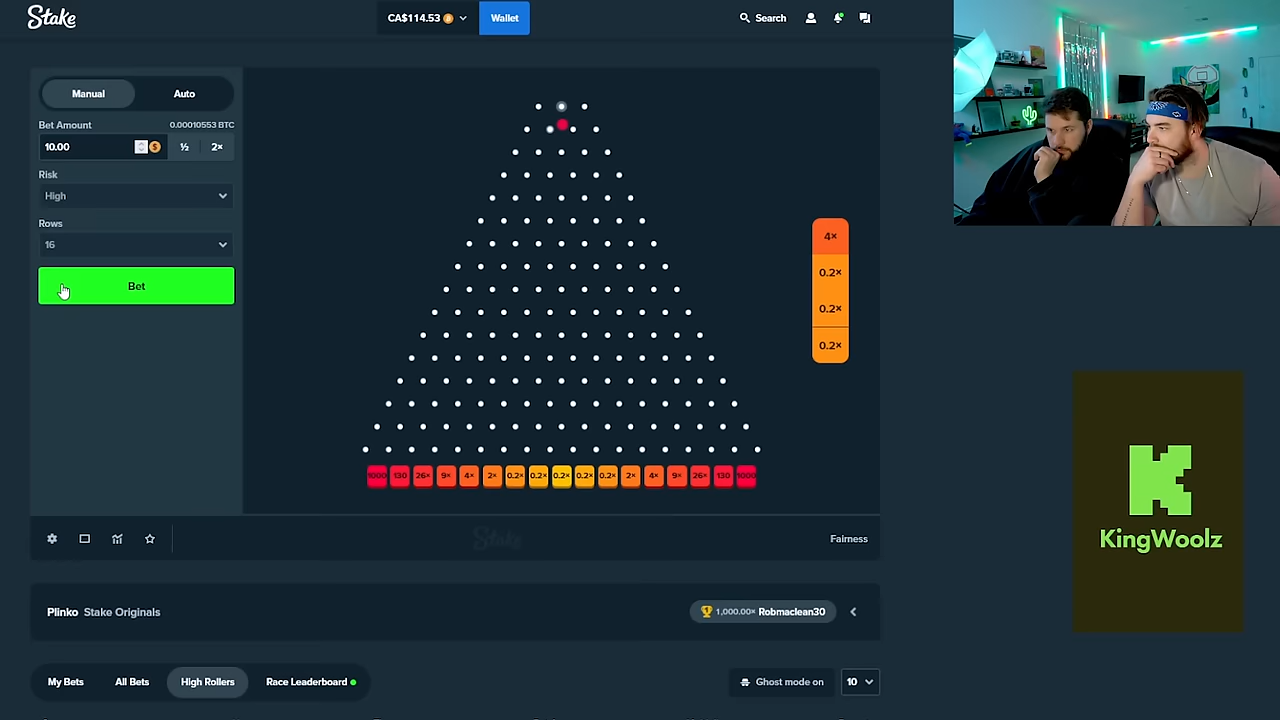 Stake
CA$114.53
Wallet
Search
Manual
Auto
Bet Amount
0.00010553 BTC
10.00
½
2×
Risk
High
Rows
16
Bet
4×
0.2×
0.2×
0.2×
1000 130 26× 9× 4× 2× 0.2× 0.2× 0.2× 0.2× 0.2× 2× 4× 9× 26× 130 1000
Stake
Fairness
KingWoolz
Plinko Stake Originals
1,000.00× Robmaclean30
My Bets
All Bets
High Rollers
Race Leaderboard
Ghost mode on
10